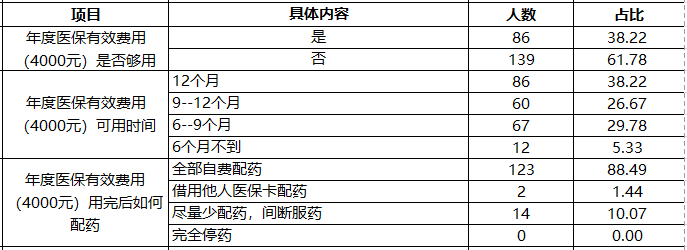 项目 具体内容 人数 占比
年度医保有效费用
（4000元）是否够用
是 86 38.22
否 139 61.78
年度医保有效费用
（4000元）可用时间
12个月 86 38.22
9--12个月 60 26.67
6--9个月 67 29.78
6个月不到 12 5.33
年度医保有效费用
（4000元）用完后如何
配药
全部自费配药 123 88.49
借用他人医保卡配药 2 1.44
尽量少配药，间断服药 14 10.07
完全停药 0 0.00